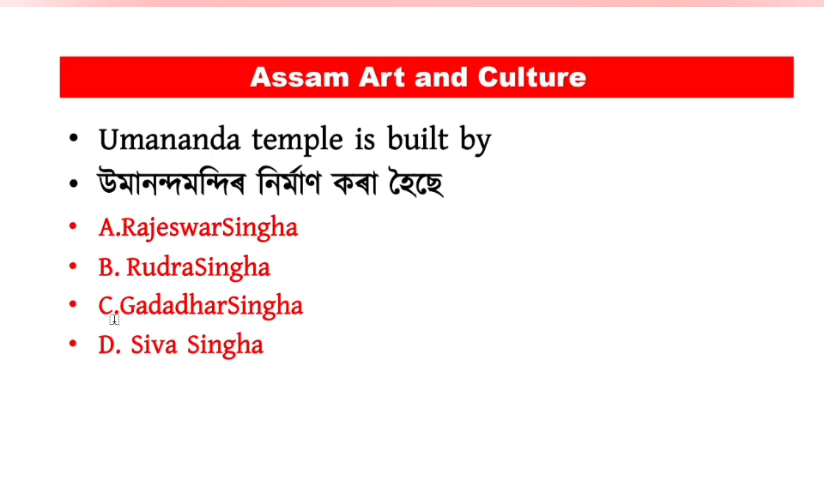 Assam Art and Culture
• Umananda temple is built by
• উমানন্দমন্দিৰ নিৰ্মাণ কৰা হৈছে
• A.RajeswarSingha
• B. RudraSingha
• C.GadadharSingha
• D. Siva Singha